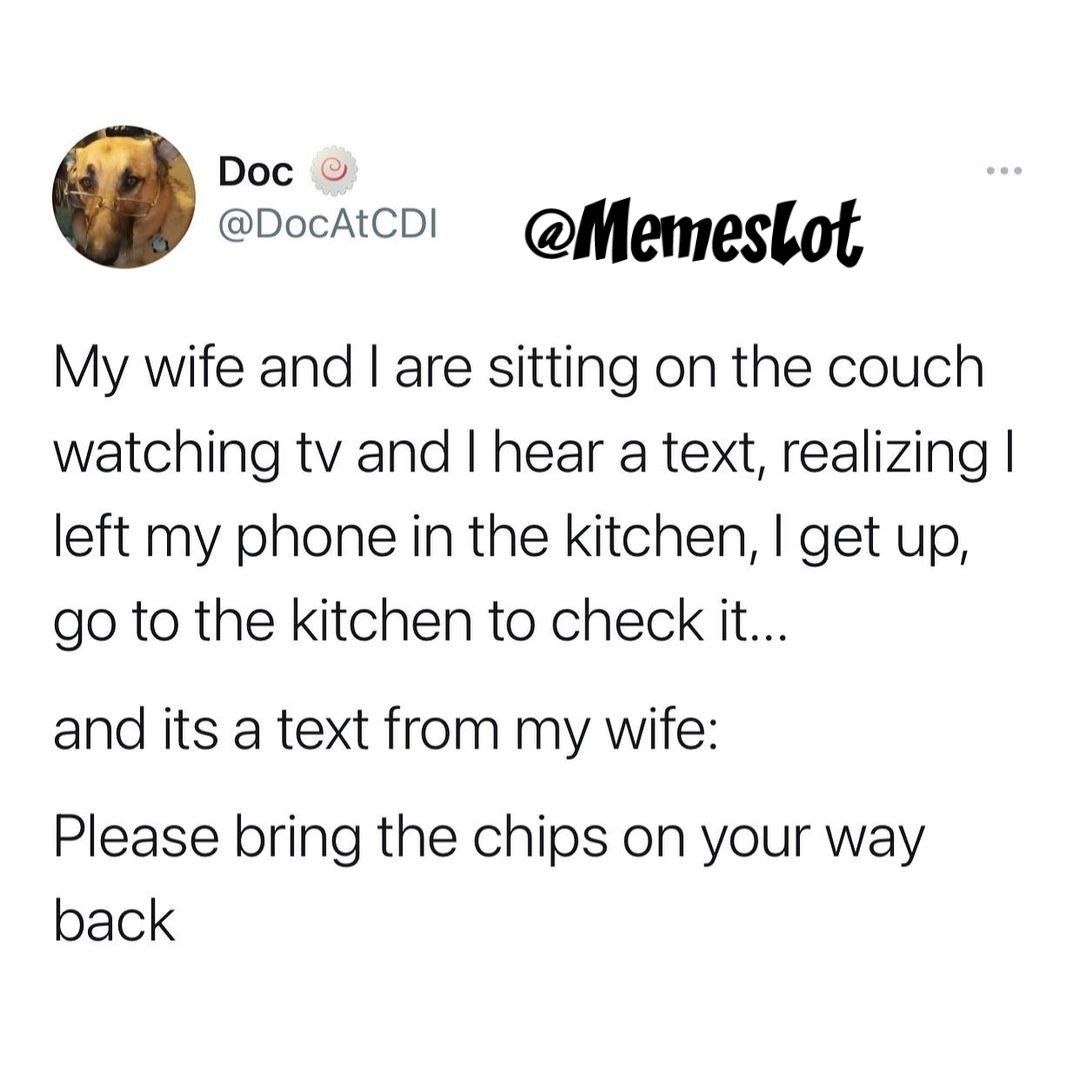 Doc 🍥
@DocAtCDI
@MemesLot
My wife and I are sitting on the couch
watching tv and I hear a text, realizing I
left my phone in the kitchen, I get up,
go to the kitchen to check it...
and its a text from my wife:
Please bring the chips on your way
back